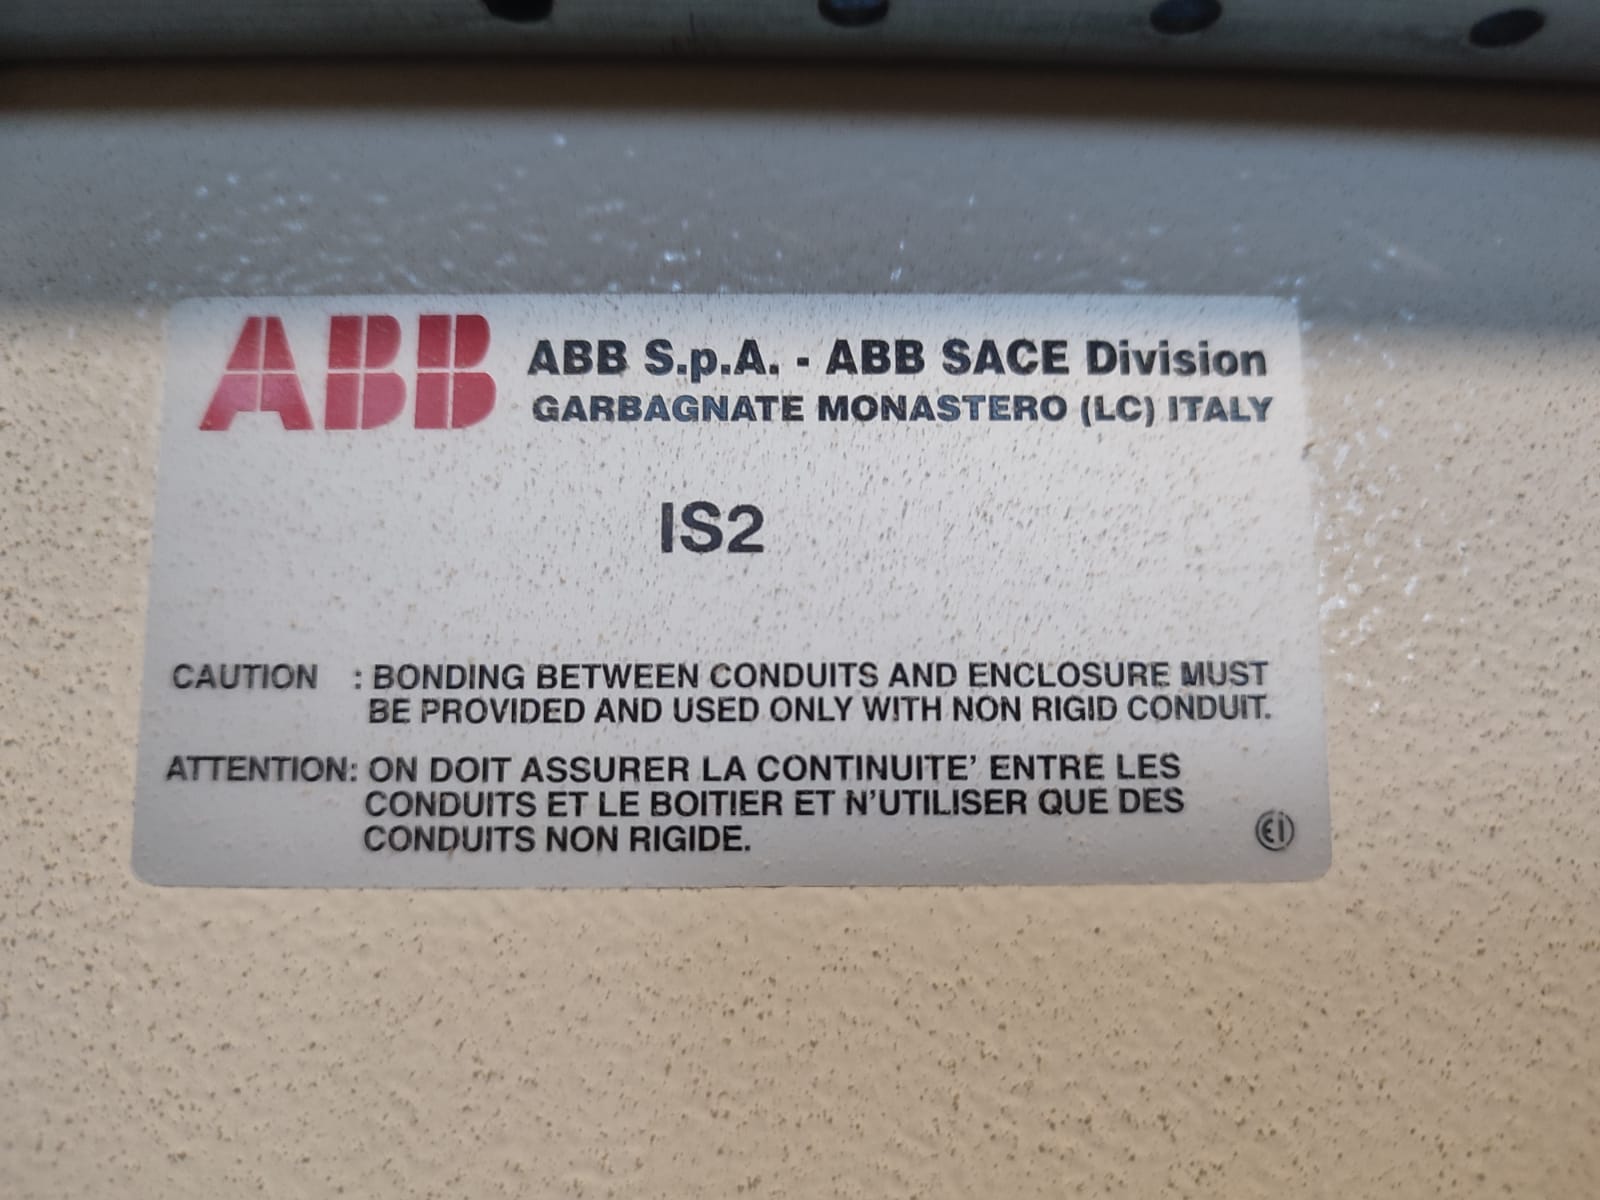 ABB ABB S.p.A. - ABB SACE Division
GARBAGNATE MONASTERO (LC) ITALY
IS2
CAUTION : BONDING BETWEEN CONDUITS AND ENCLOSURE MUST
BE PROVIDED AND USED ONLY WITH NON RIGID CONDUIT.
ATTENTION: ON DOIT ASSURER LA CONTINUITE' ENTRE LES
CONDUITS ET LE BOITIER ET N'UTILISER QUE DES
CONDUITS NON RIGIDE.